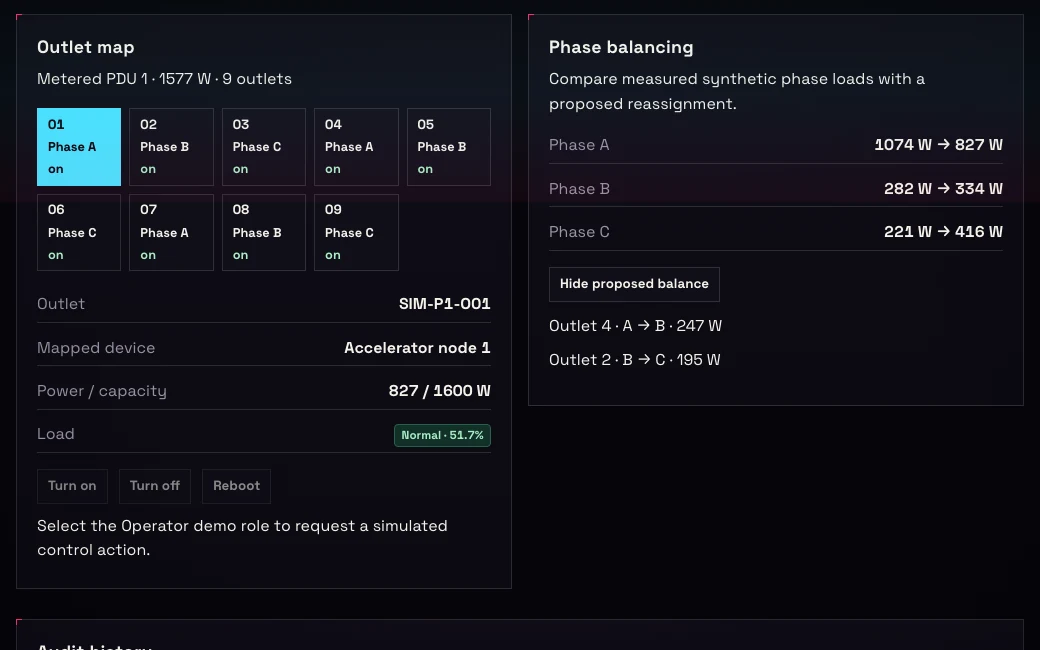 Outlet map
Metered PDU 1 · 1577 W · 9 outlets
01
Phase A
on
02
Phase B
on
03
Phase C
on
04
Phase A
on
05
Phase B
on
06
Phase C
on
07
Phase A
on
08
Phase B
on
09
Phase C
on
Outlet SIM-P1-001
Mapped device Accelerator node 1
Power / capacity 827 / 1600 W
Load Normal · 51.7%
Turn on Turn off Reboot
Select the Operator demo role to request a simulated
control action.
Phase balancing
Compare measured synthetic phase loads with a
proposed reassignment.
Phase A 1074 W → 827 W
Phase B 282 W → 334 W
Phase C 221 W → 416 W
Hide proposed balance
Outlet 4 · A → B · 247 W
Outlet 2 · B → C · 195 W
Audit history